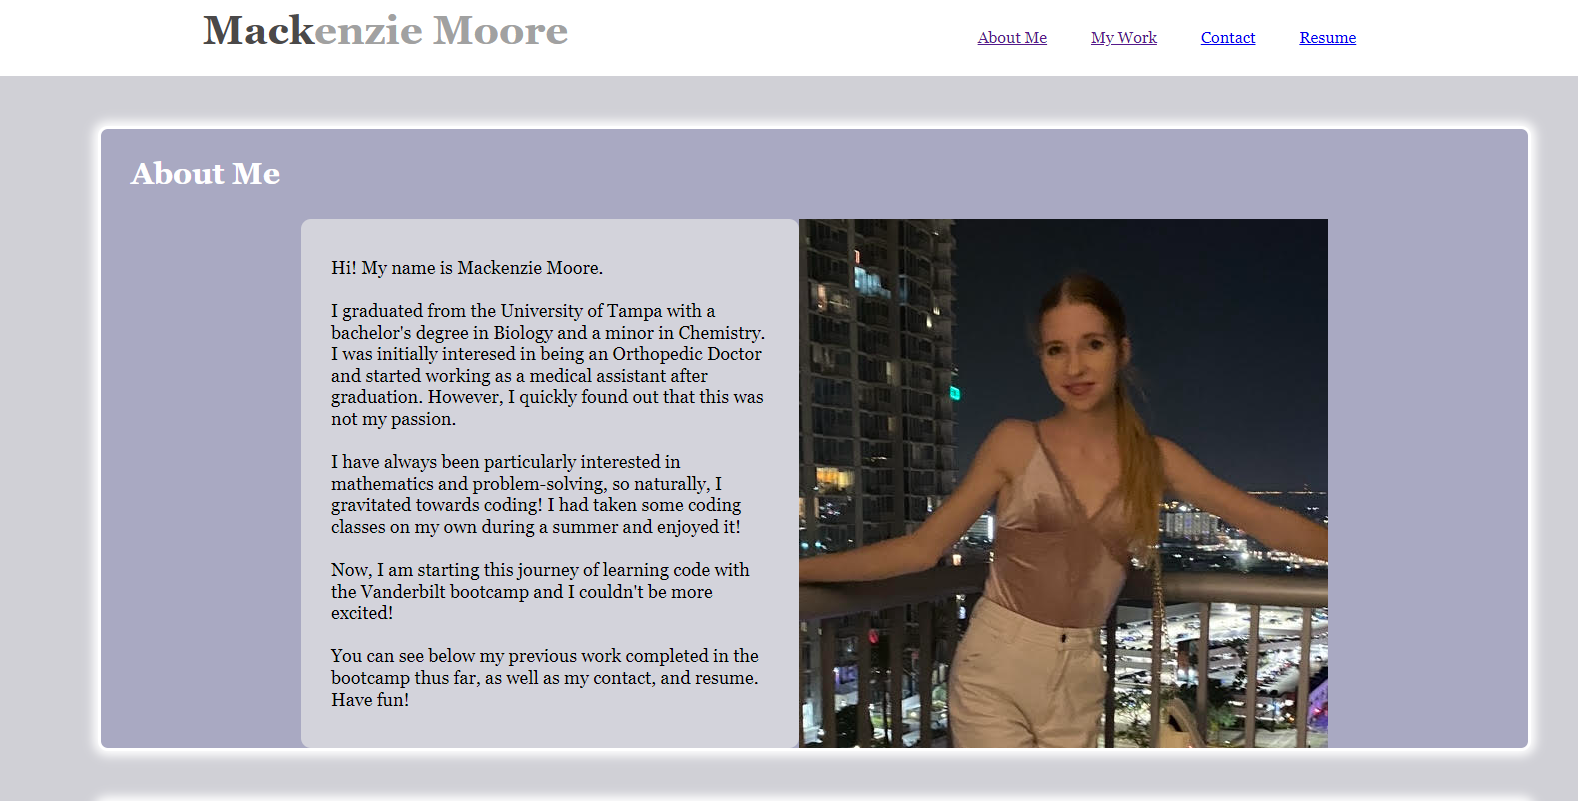 Mackenzie Moore
About Me My Work Contact Resume
About Me
Hi! My name is Mackenzie Moore.
I graduated from the University of Tampa with a
bachelor's degree in Biology and a minor in Chemistry.
I was initially interesed in being an Orthopedic Doctor
and started working as a medical assistant after
graduation. However, I quickly found out that this was
not my passion.
I have always been particularly interested in
mathematics and problem-solving, so naturally, I
gravitated towards coding! I had taken some coding
classes on my own during a summer and enjoyed it!
Now, I am starting this journey of learning code with
the Vanderbilt bootcamp and I couldn't be more
excited!
You can see below my previous work completed in the
bootcamp thus far, as well as my contact, and resume.
Have fun!